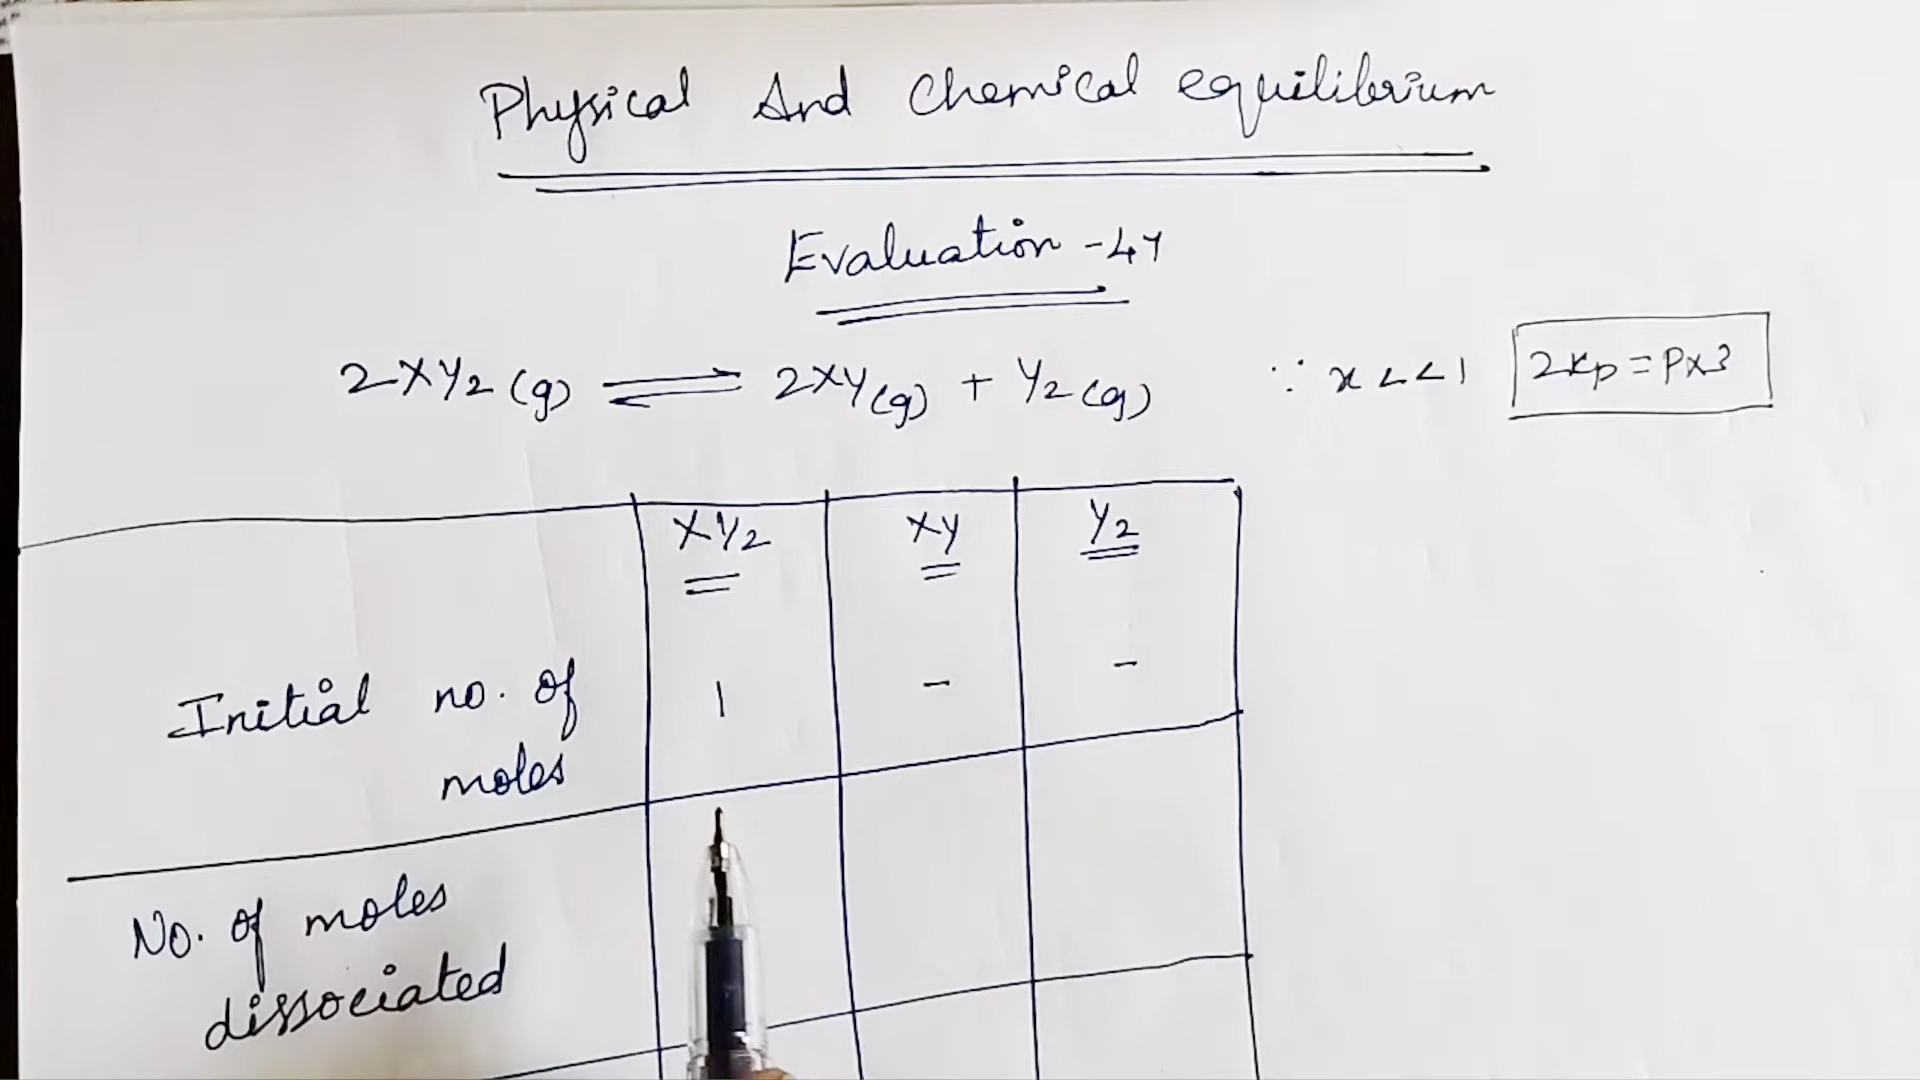 Physical And Chemical equilibrium
Evaluation - 47
2XY2(g) ⇌ 2XY(g) + Y2(g) ∵ x << 1 2Kp = Px3
XY2 XY Y2
Initial no. of moles 1 - -
No. of moles
dissociated